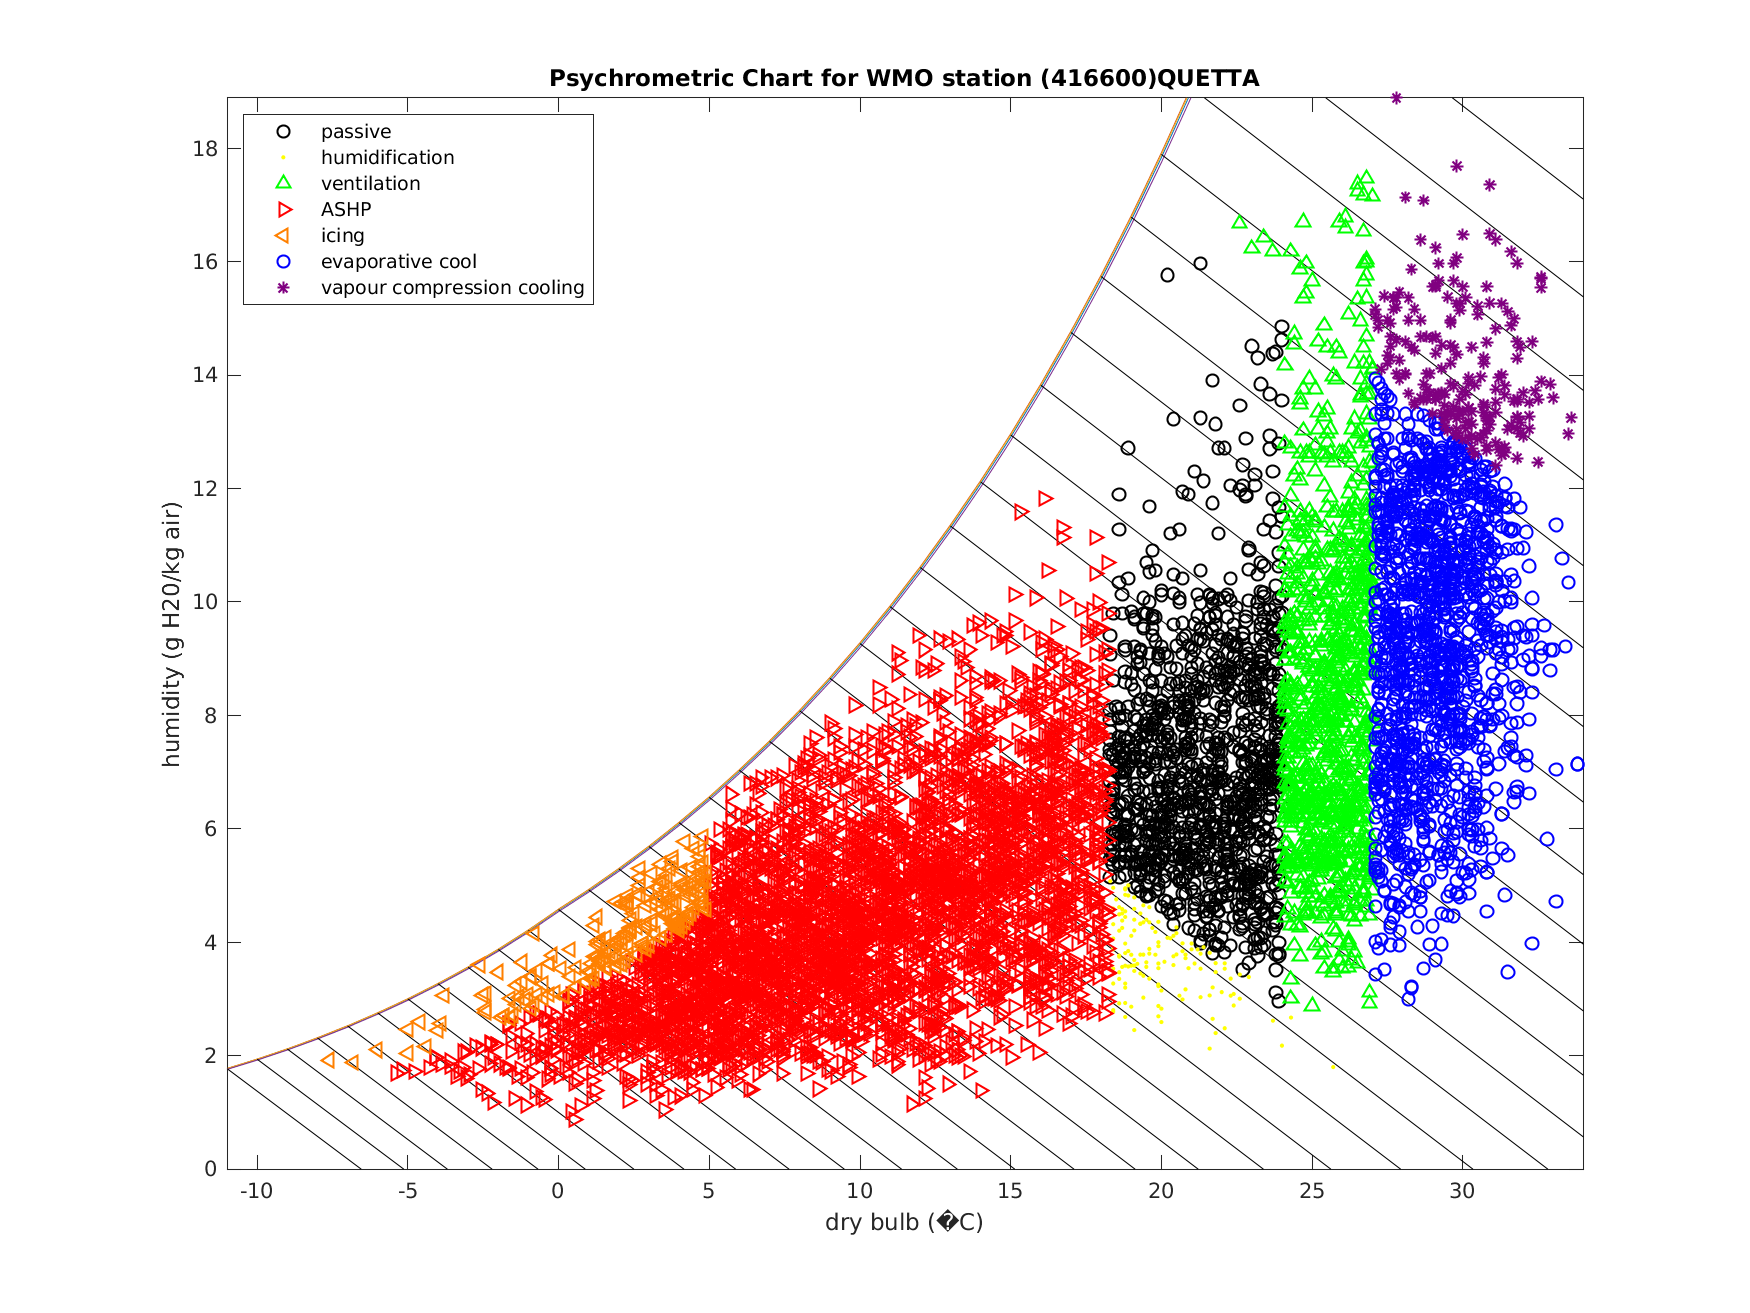 Psychrometric Chart for WMO station (416600)QUETTA
passive
humidification
ventilation
ASHP
icing
evaporative cool
vapour compression cooling
18
16
14
12
10
8
6
4
2
0
humidity (g H20/kg air)
-10
-5
0
5
10
15
20
25
30
dry bulb (�C)